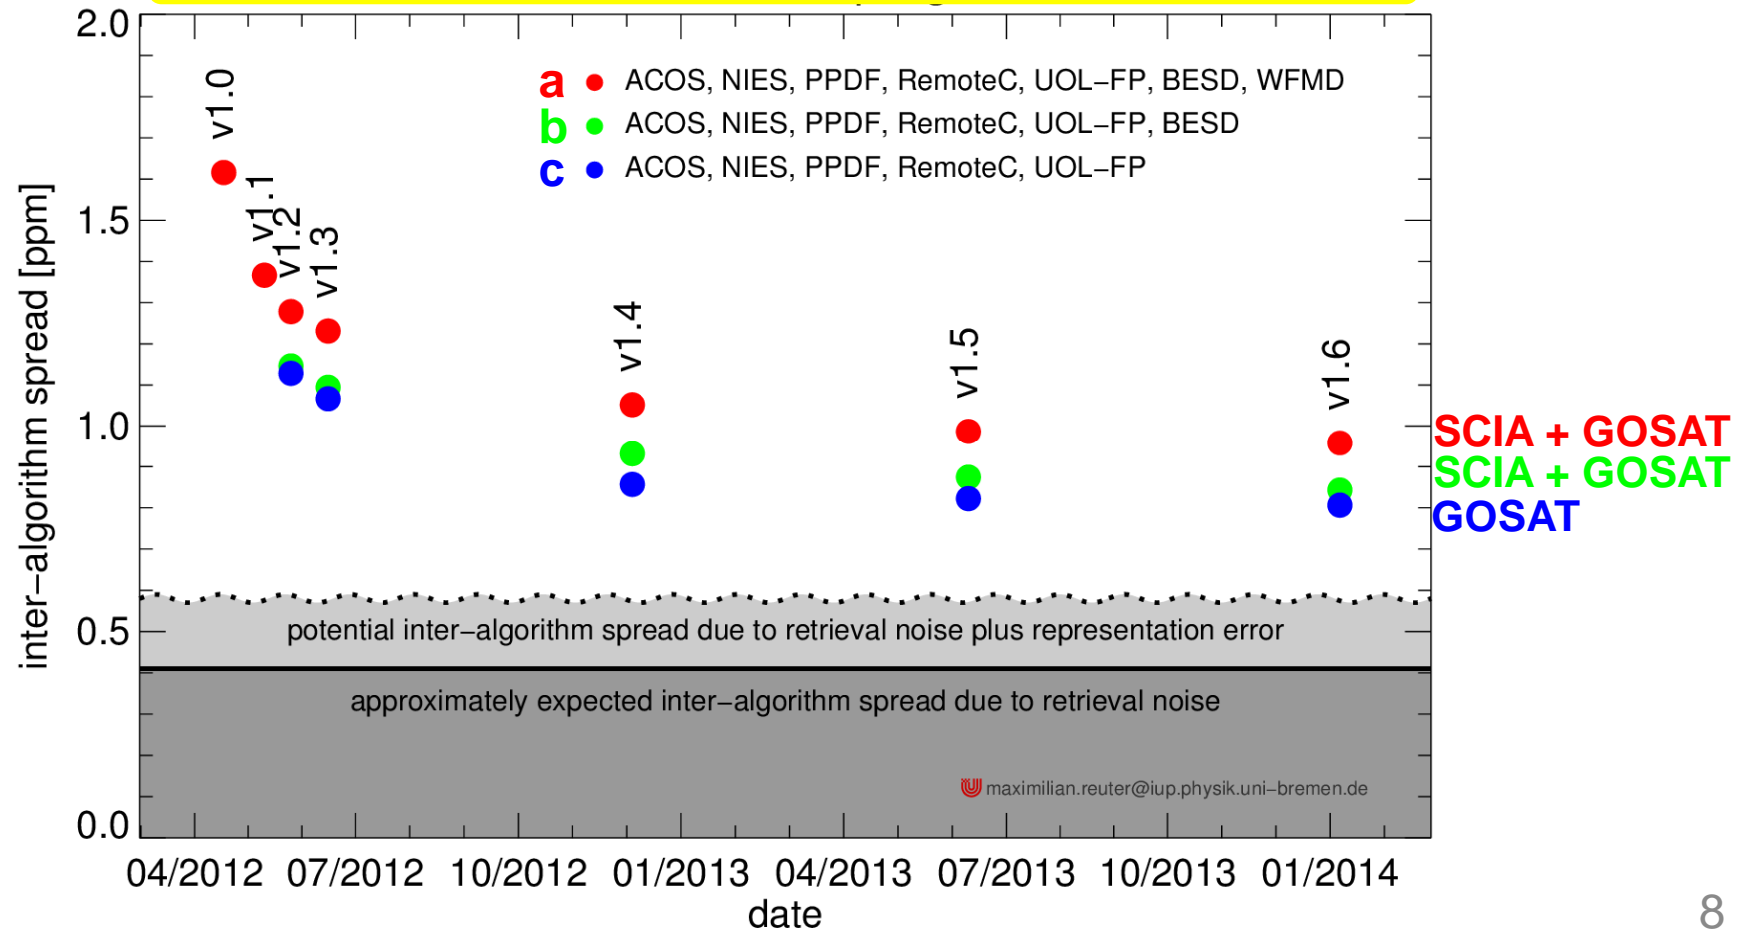 2.0
1.5
1.0
0.5
0.0
inter−algorithm spread [ppm]
v1.0
v1.1
v1.2
v1.3
v1.4
v1.5
v1.6
a ACOS, NIES, PPDF, RemoteC, UOL−FP, BESD, WFMD
b ACOS, NIES, PPDF, RemoteC, UOL−FP, BESD
c ACOS, NIES, PPDF, RemoteC, UOL−FP
SCIA + GOSAT
SCIA + GOSAT
GOSAT
potential inter−algorithm spread due to retrieval noise plus representation error
approximately expected inter−algorithm spread due to retrieval noise
maximilian.reuter@iup.physik.uni−bremen.de
04/2012 07/2012 10/2012 01/2013 04/2013 07/2013 10/2013 01/2014
date
8